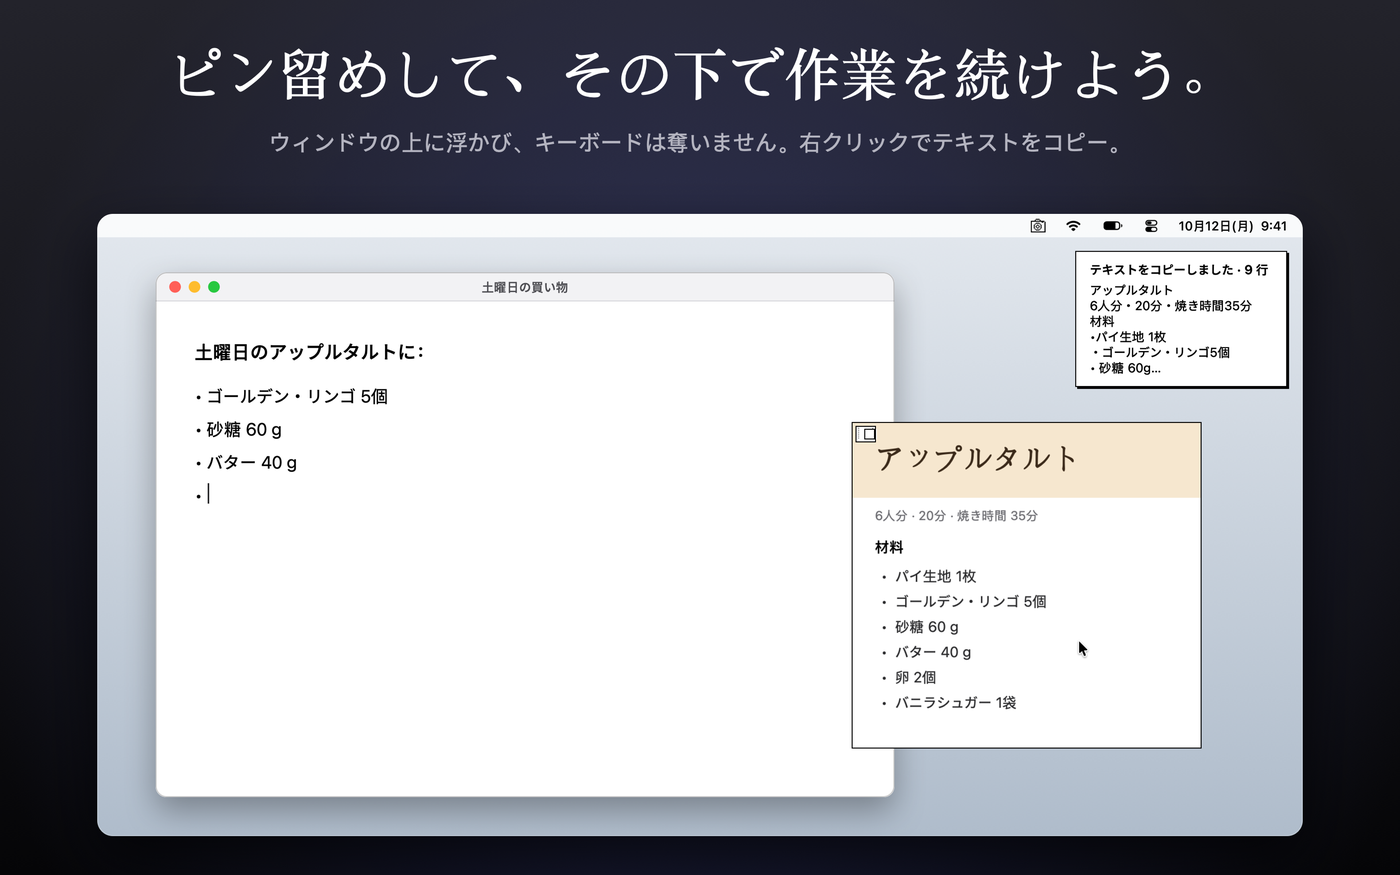 ピン留めして、その下で作業を続けよう。
ウィンドウの上に浮かび、キーボードは奪いません。右クリックでテキストをコピー。
10月12日(月) 9:41
テキストをコピーしました · 9 行
アップルタルト
6人分・20分・焼き時間35分
材料
•パイ生地 1枚
・ゴールデン・リンゴ5個
• 砂糖 60g...
土曜日の買い物
土曜日のアップルタルトに：
• ゴールデン・リンゴ 5個
• 砂糖 60 g
• バター 40 g
•
アップルタルト
6人分 · 20分 · 焼き時間 35分
材料
• パイ生地 1枚
• ゴールデン・リンゴ 5個
• 砂糖 60 g
• バター 40 g
• 卵 2個
• バニラシュガー 1袋